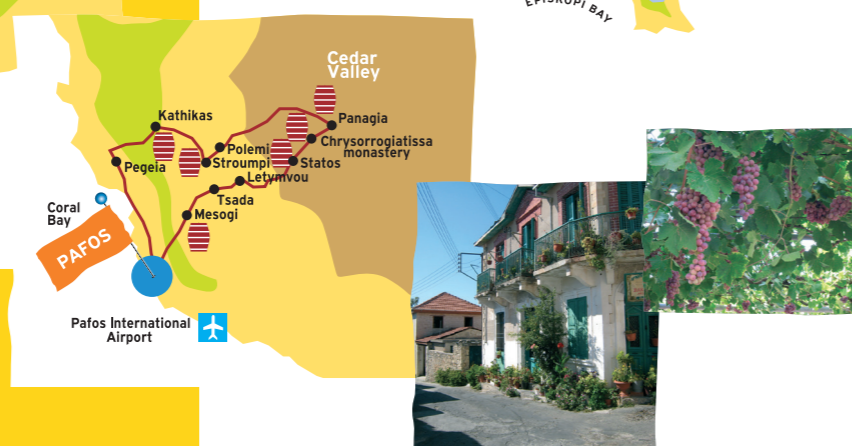 EPISKOPI BAY
Cedar
Valley
Kathikas
Panagia
Polemi
Chrysorrogiatissa
monastery
Pegeia
Stroumpi
Statos
Letymvou
Tsada
Mesogi
Coral
Bay
PAFOS
Pafos International
Airport